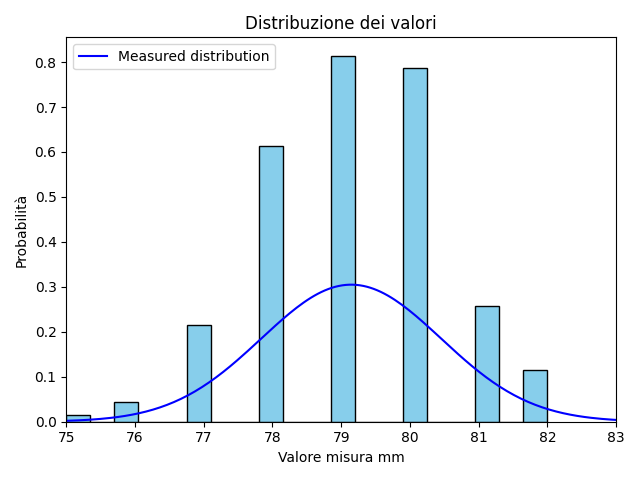 Distribuzione dei valori
Measured distribution
Probabilità
0.8
0.7
0.6
0.5
0.4
0.3
0.2
0.1
0.0
75 76 77 78 79 80 81 82 83
Valore misura mm